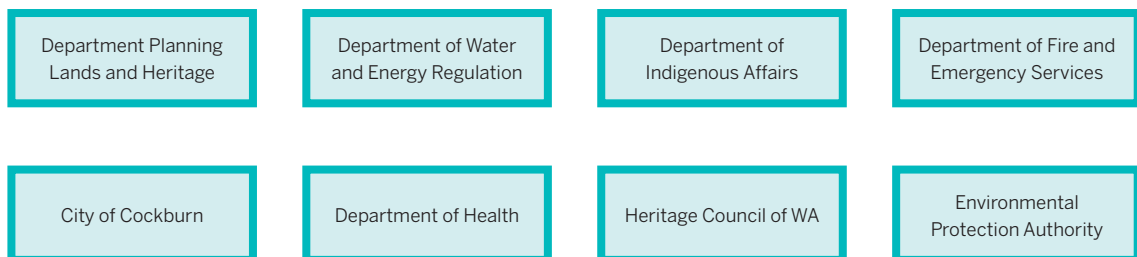 Department Planning
Lands and Heritage
Department of Water
and Energy Regulation
Department of
Indigenous Affairs
Department of Fire and
Emergency Services
City of Cockburn
Department of Health
Heritage Council of WA
Environmental
Protection Authority